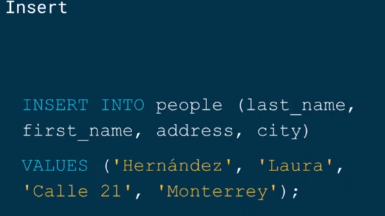 Insert
INSERT INTO people (last_name,
first_name, address, city)
VALUES ('Hernández', 'Laura',
'Calle 21', 'Monterrey');